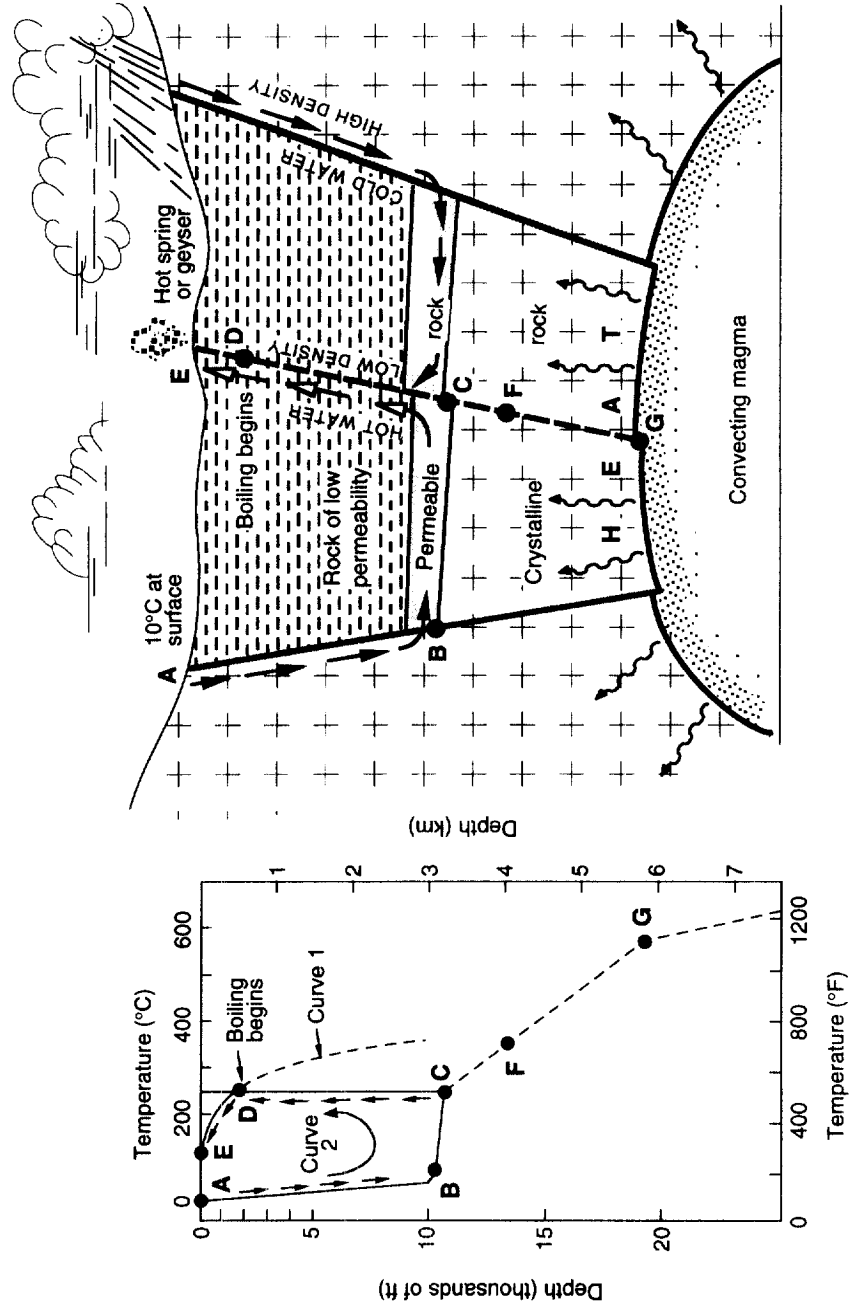 Temperature (°C)
0
200
400
600
Boiling
begins
Curve 1
Curve
2
A
E
D
B
C
F
G
0
5
10
15
20
Depth (thousands of ft)
1
2
3
4
5
6
7
Depth (km)
0
400
800
1200
Temperature (°F)
10°C at
surface
Hot spring
or geyser
A
E
D
Boiling begins
Rock of low
permeability
HOT WATER
LOW DENSITY
COLD WATER
HIGH DENSITY
Permeable
rock
B
C
F
Crystalline
rock
H E A T
G
Convecting magma